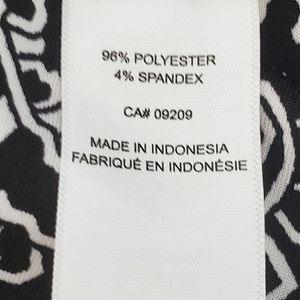 96% POLYESTER
4% SPANDEX
CA# 09209
MADE IN INDONESIA
FABRIQUÉ EN INDONÉSIE